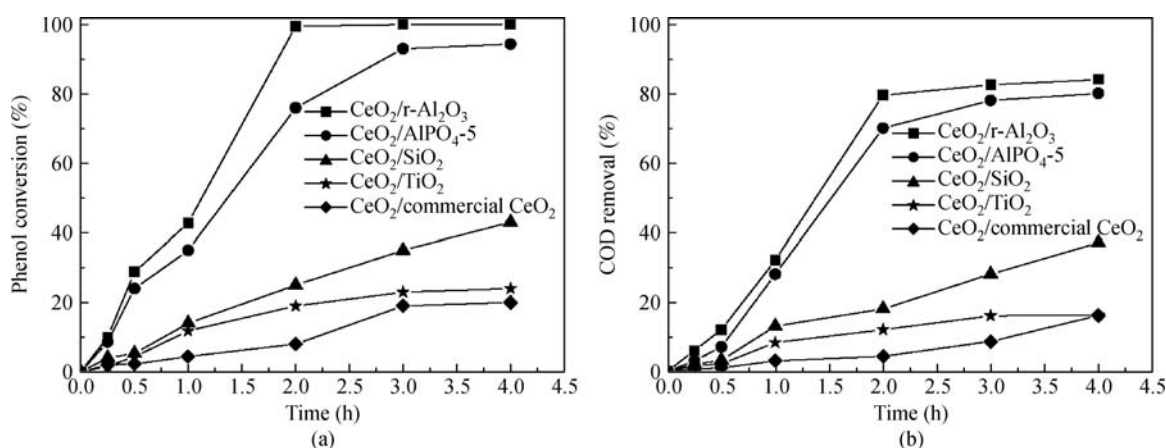 100
80
60
40
20
0
Phenol conversion (%)
CeO₂/r-Al₂O₃
CeO₂/AlPO₄-5
CeO₂/SiO₂
CeO₂/TiO₂
CeO₂/commercial CeO₂
0.0 0.5 1.0 1.5 2.0 2.5 3.0 3.5 4.0 4.5
Time (h)
(a)
100
80
60
40
20
0
COD removal (%)
CeO₂/r-Al₂O₃
CeO₂/AlPO₄-5
CeO₂/SiO₂
CeO₂/TiO₂
CeO₂/commercial CeO₂
0.0 0.5 1.0 1.5 2.0 2.5 3.0 3.5 4.0 4.5
Time (h)
(b)